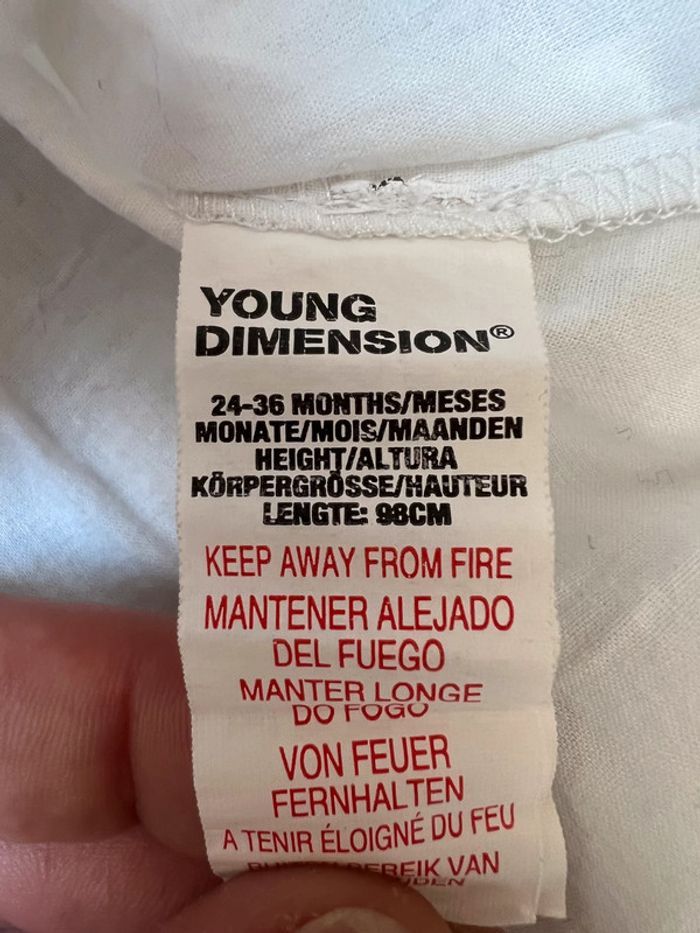 YOUNG
DIMENSION®
24-36 MONTHS/MESES
MONATE/MOIS/MAANDEN
HEIGHT/ALTURA
KÖRPERGRÖSSE/HAUTEUR
LENGTE: 98CM
KEEP AWAY FROM FIRE
MANTENER ALEJADO
DEL FUEGO
MANTER LONGE
DO FOGO
VON FEUER
FERNHALTEN
A TENIR ÉLOIGNÉ DU FEU
VAN